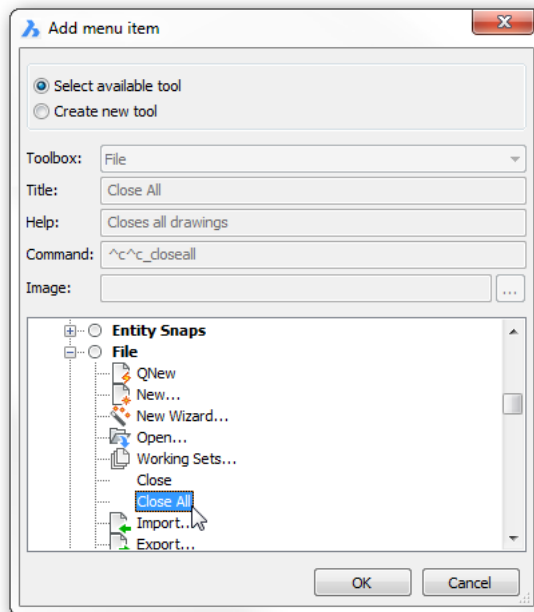 Add menu item
Select available tool
Create new tool
Toolbox: File
Title: Close All
Help: Closes all drawings
Command: ^c^c_closeall
Image: ...
Entity Snaps
File
QNew
New...
New Wizard...
Open...
Working Sets...
Close
Close All
Import...
Export...
OK Cancel